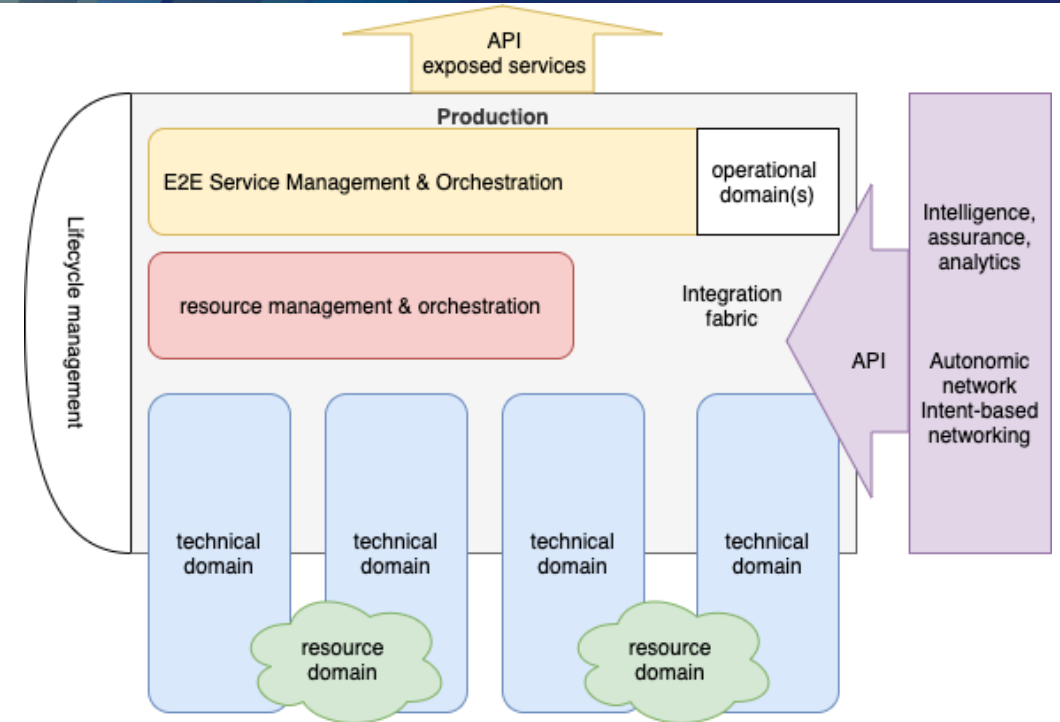 API
exposed services
Production
E2E Service Management & Orchestration
operational
domain(s)
Lifecycle management
resource management & orchestration
Integration
fabric
API
Intelligence,
assurance,
analytics
Autonomic
network
Intent-based
networking
technical
domain
technical
domain
technical
domain
technical
domain
resource
domain
resource
domain